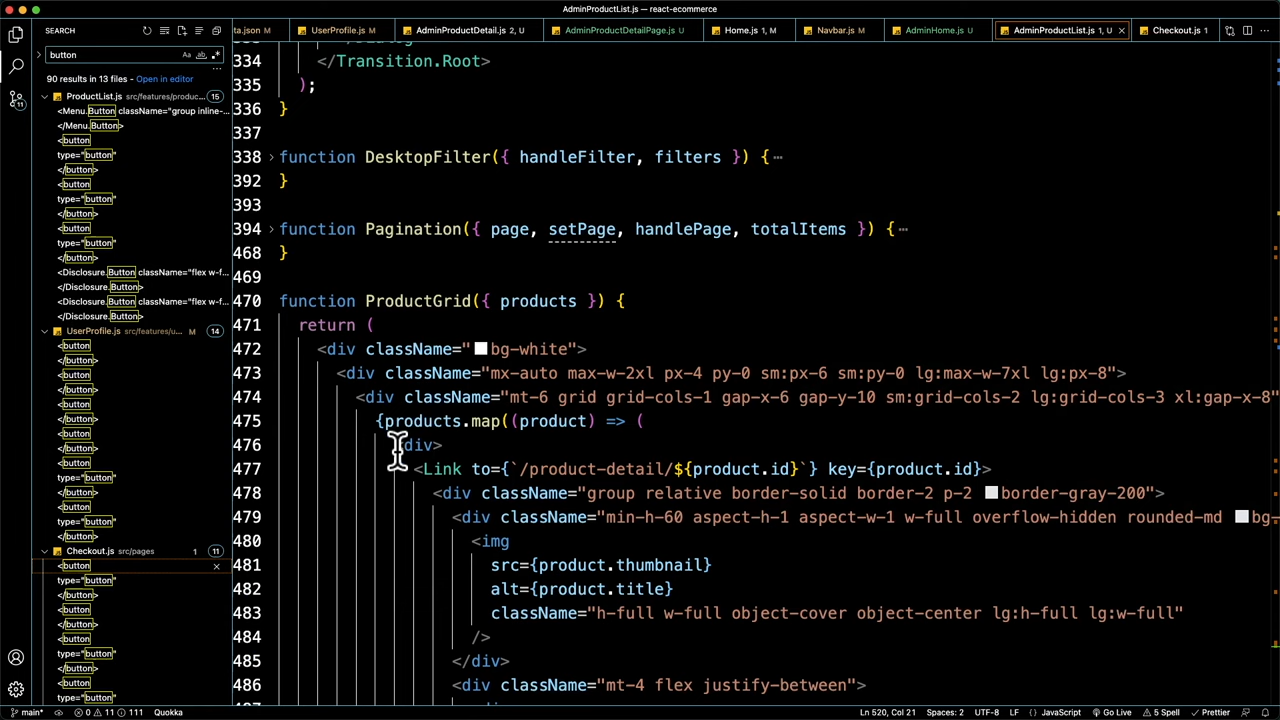 AdminProductList.js — react-ecommerce
SEARCH
ta.json M
UserProfile.js M
AdminProductDetail.js 2, U
AdminProductDetailPage.js U
Home.js 1, M
Navbar.js M
AdminHome.js U
AdminProductList.js 1, U
Checkout.js 1
button
90 results in 13 files - Open in editor
ProductList.js src/features/produc... 15
<Menu.Button className="group inline-...
</Menu.Button>
<button
type="button"
</button>
<button
type="button"
</button>
<button
type="button"
</button>
<Disclosure.Button className="flex w-f...
</Disclosure.Button>
<Disclosure.Button className="flex w-f...
</Disclosure.Button>
UserProfile.js src/features/u... M 14
<button
</button>
<button
</button>
<button
</button>
<button
</button>
<button
type="button"
</button>
<button
type="button"
</button>
Checkout.js src/pages 1 11
<button
type="button"
<button
</button>
<button
type="button"
</button>
<button
type="button"
334 </Transition.Root>
335 );
336 }
337
338 function DesktopFilter({ handleFilter, filters }) {⋯
392 }
393
394 function Pagination({ page, setPage, handlePage, totalItems }) {⋯
468 }
469
470 function ProductGrid({ products }) {
471 return (
472 <div className="bg-white">
473 <div className="mx-auto max-w-2xl px-4 py-0 sm:px-6 sm:py-0 lg:max-w-7xl lg:px-8">
474 <div className="mt-6 grid grid-cols-1 gap-x-6 gap-y-10 sm:grid-cols-2 lg:grid-cols-3 xl:gap-x-8"
475 {products.map((product) => (
476 <div>
477 <Link to={`/product-detail/${product.id}`} key={product.id}>
478 <div className="group relative border-solid border-2 p-2 border-gray-200">
479 <div className="min-h-60 aspect-h-1 aspect-w-1 w-full overflow-hidden rounded-md bg-
480 <img
481 src={product.thumbnail}
482 alt={product.title}
483 className="h-full w-full object-cover object-center lg:h-full lg:w-full"
484 />
485 </div>
486 <div className="mt-4 flex justify-between">
main* 0 11 111 Quokka
Ln 520, Col 21 Spaces: 2 UTF-8 LF {} JavaScript Go Live 5 Spell Prettier